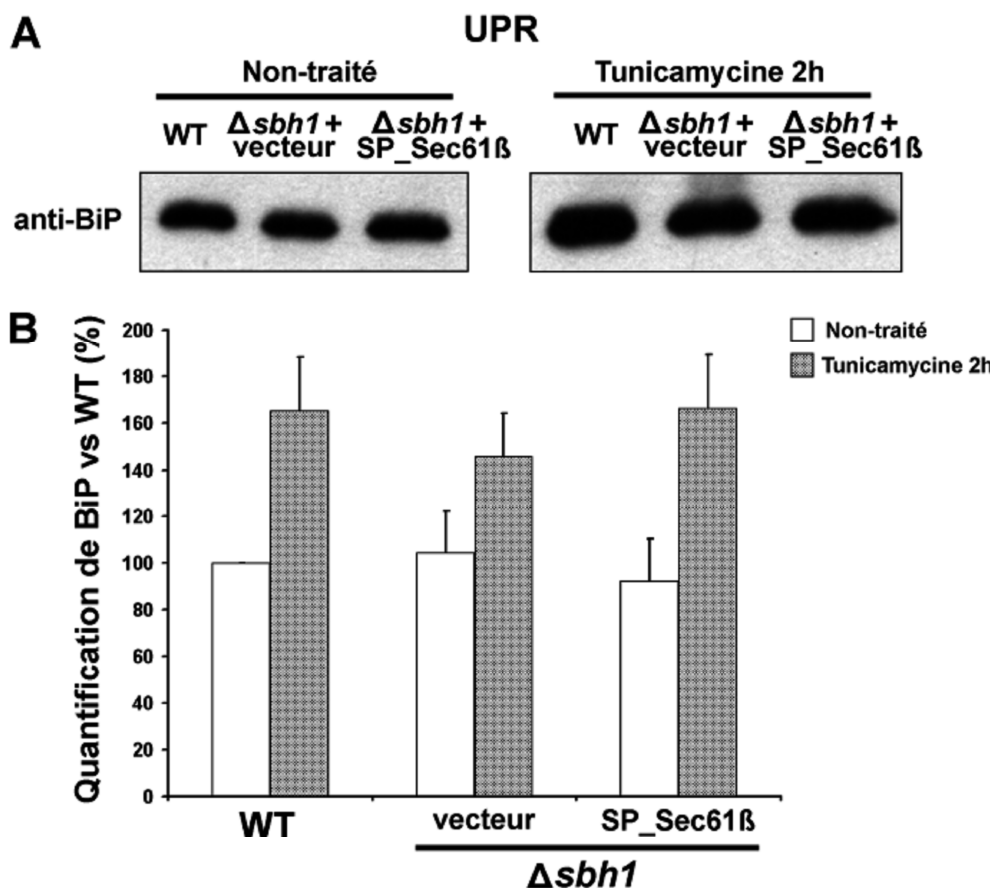 A
UPR
Non-traité
Tunicamycine 2h
WT
Δsbh1 +
vecteur
Δsbh1 +
SP_Sec61ß
WT
Δsbh1 +
vecteur
Δsbh1 +
SP_Sec61ß
anti-BiP
B
Quantification de BiP vs WT (%)
200
180
160
140
120
100
80
60
40
20
0
Non-traité
Tunicamycine 2h
WT
vecteur
SP_Sec61ß
Δsbh1